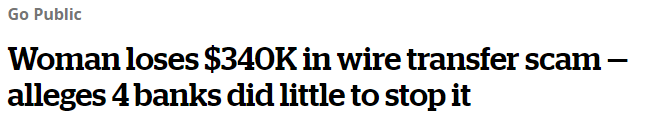 Go Public
Woman loses $340K in wire transfer scam —
alleges 4 banks did little to stop it